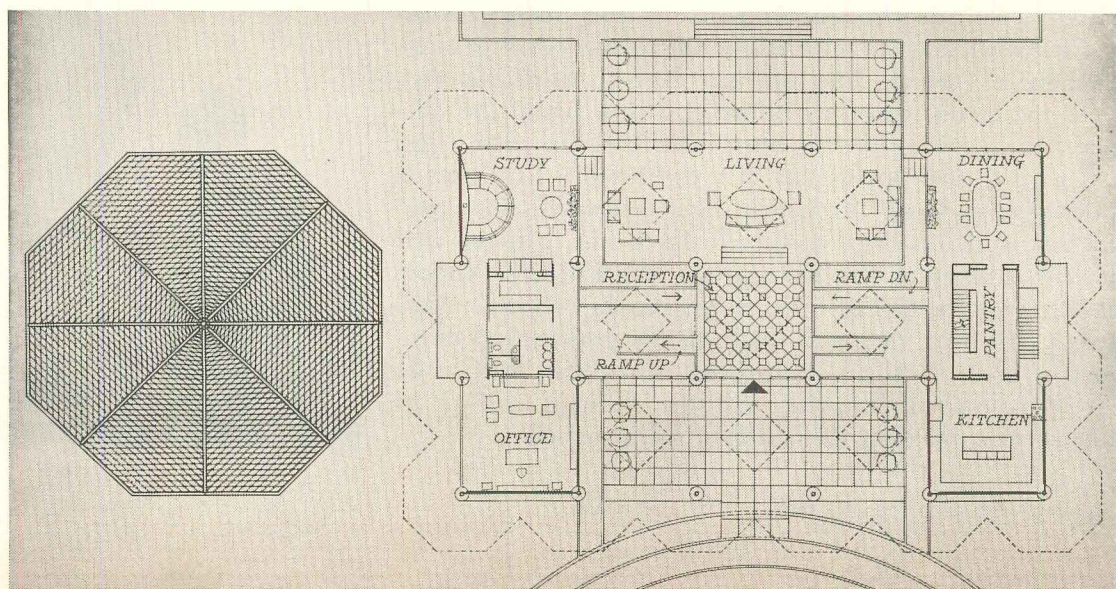 STUDY
LIVING
DINING
RECEPTION
RAMP DN
PANTRY
RAMP UP
OFFICE
KITCHEN